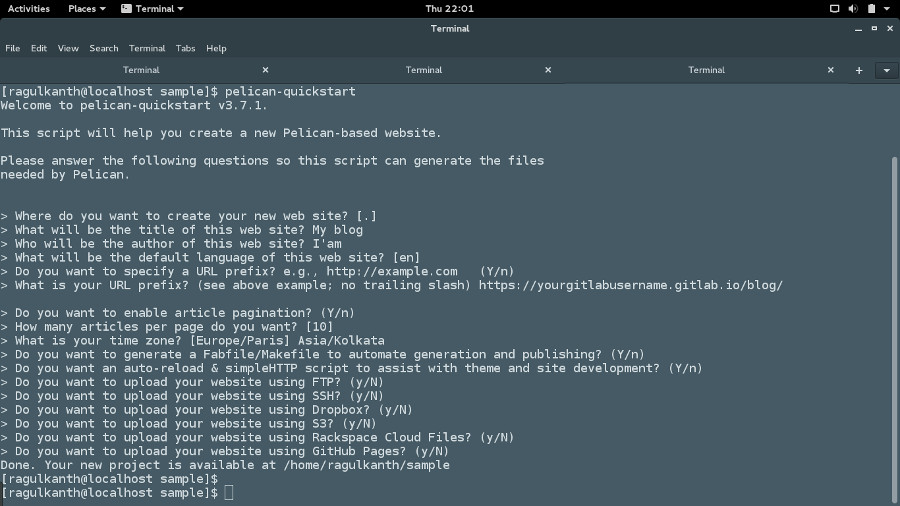 Activities Places Terminal Thu 22:01
Terminal
File Edit View Search Terminal Tabs Help
Terminal × Terminal × Terminal × +
[ragulkanth@localhost sample]$ pelican-quickstart
Welcome to pelican-quickstart v3.7.1.
This script will help you create a new Pelican-based website.
Please answer the following questions so this script can generate the files
needed by Pelican.
> Where do you want to create your new web site? [.]
> What will be the title of this web site? My blog
> Who will be the author of this web site? I'am
> What will be the default language of this web site? [en]
> Do you want to specify a URL prefix? e.g., http://example.com   (Y/n)
> What is your URL prefix? (see above example; no trailing slash) https://yourgitlabusername.gitlab.io/blog/
> Do you want to enable article pagination? (Y/n)
> How many articles per page do you want? [10]
> What is your time zone? [Europe/Paris] Asia/Kolkata
> Do you want to generate a Fabfile/Makefile to automate generation and publishing? (Y/n)
> Do you want an auto-reload & simpleHTTP script to assist with theme and site development? (Y/n)
> Do you want to upload your website using FTP? (y/N)
> Do you want to upload your website using SSH? (y/N)
> Do you want to upload your website using Dropbox? (y/N)
> Do you want to upload your website using S3? (y/N)
> Do you want to upload your website using Rackspace Cloud Files? (y/N)
> Do you want to upload your website using GitHub Pages? (y/N)
Done. Your new project is available at /home/ragulkanth/sample
[ragulkanth@localhost sample]$
[ragulkanth@localhost sample]$